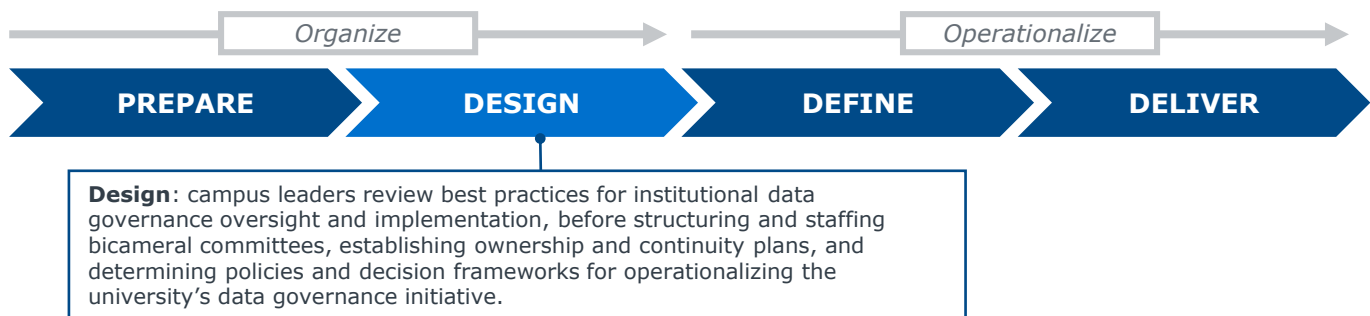 Organize
Operationalize
PREPARE
DESIGN
DEFINE
DELIVER
Design: campus leaders review best practices for institutional data
governance oversight and implementation, before structuring and staffing
bicameral committees, establishing ownership and continuity plans, and
determining policies and decision frameworks for operationalizing the
university’s data governance initiative.